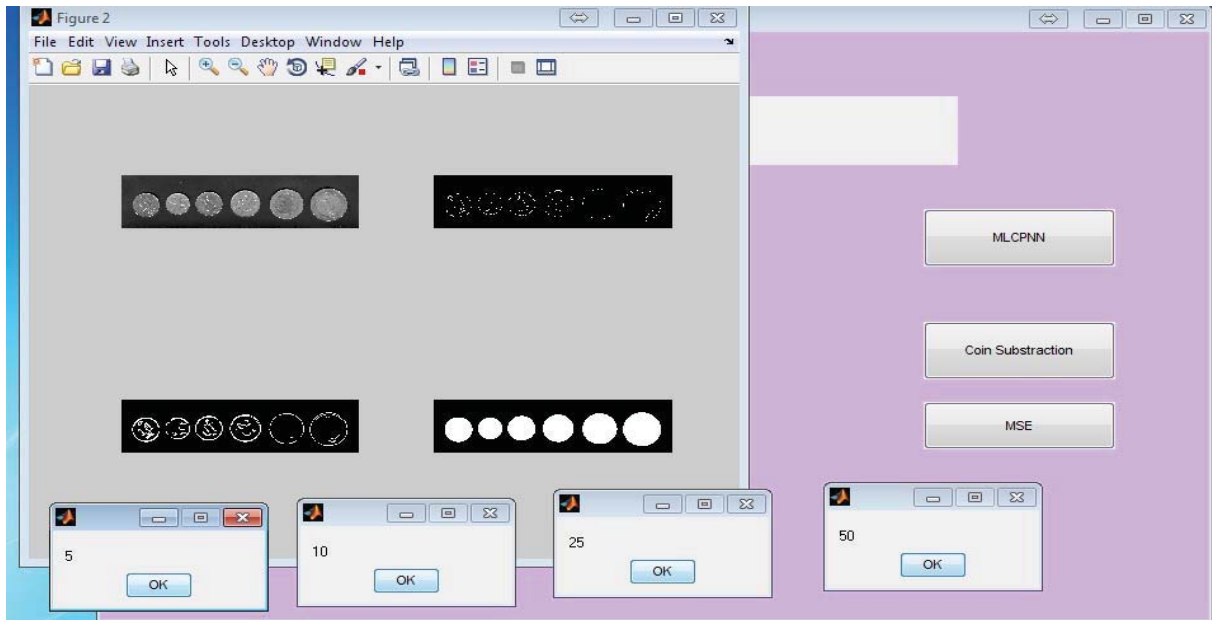 Figure 2
File Edit View Insert Tools Desktop Window Help
MLCPNN
Coin Substraction
MSE
5
OK
10
OK
25
OK
50
OK